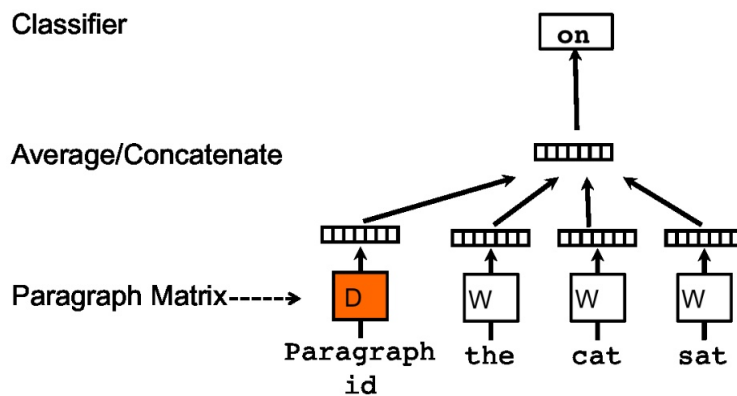 Classifier
on
Average/Concatenate
Paragraph Matrix
D
W
W
W
Paragraph
id
the
cat
sat